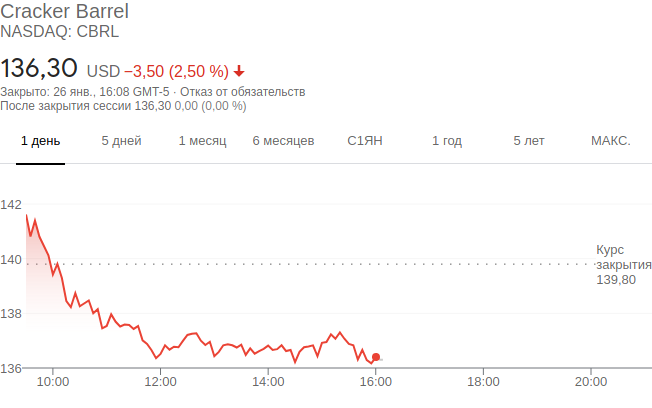 Cracker Barrel
NASDAQ: CBRL
136,30 USD −3,50 (2,50 %)
Закрыто: 26 янв., 16:08 GMT-5 · Отказ от обязательств
После закрытия сессии 136,30 0,00 (0,00 %)
1 день 5 дней 1 месяц 6 месяцев С1ЯН 1 год 5 лет МАКС.
142
Курс
140 закрытия
139,80
138
136
10:00 12:00 14:00 16:00 18:00 20:00